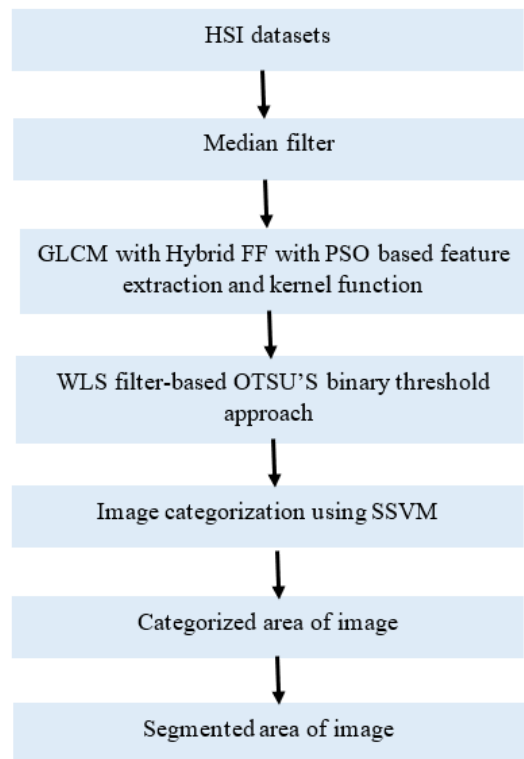 HSI datasets
Median filter
GLCM with Hybrid FF with PSO based feature
extraction and kernel function
WLS filter-based OTSU’S binary threshold
approach
Image categorization using SSVM
Categorized area of image
Segmented area of image